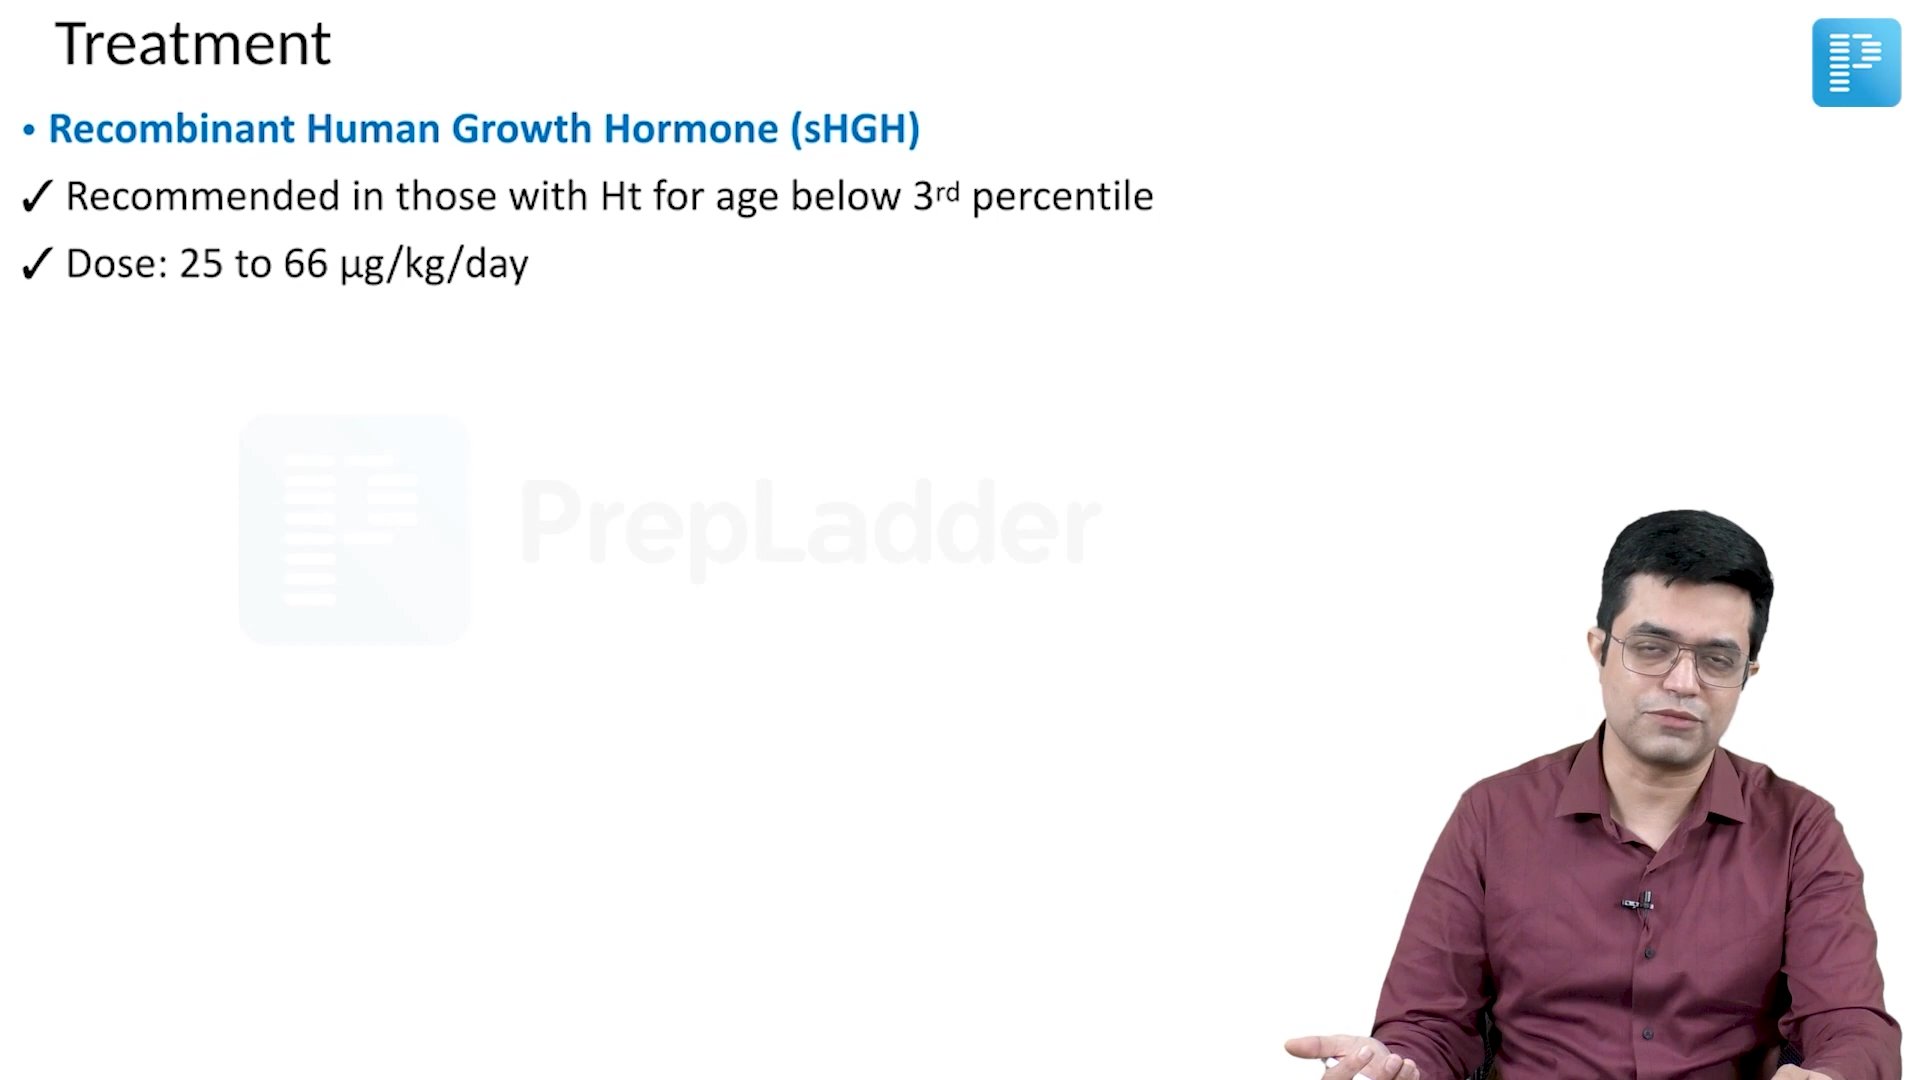 Treatment
• Recombinant Human Growth Hormone (sHGH)
✓ Recommended in those with Ht for age below 3rd percentile
✓ Dose: 25 to 66 µg/kg/day
PrepLadder